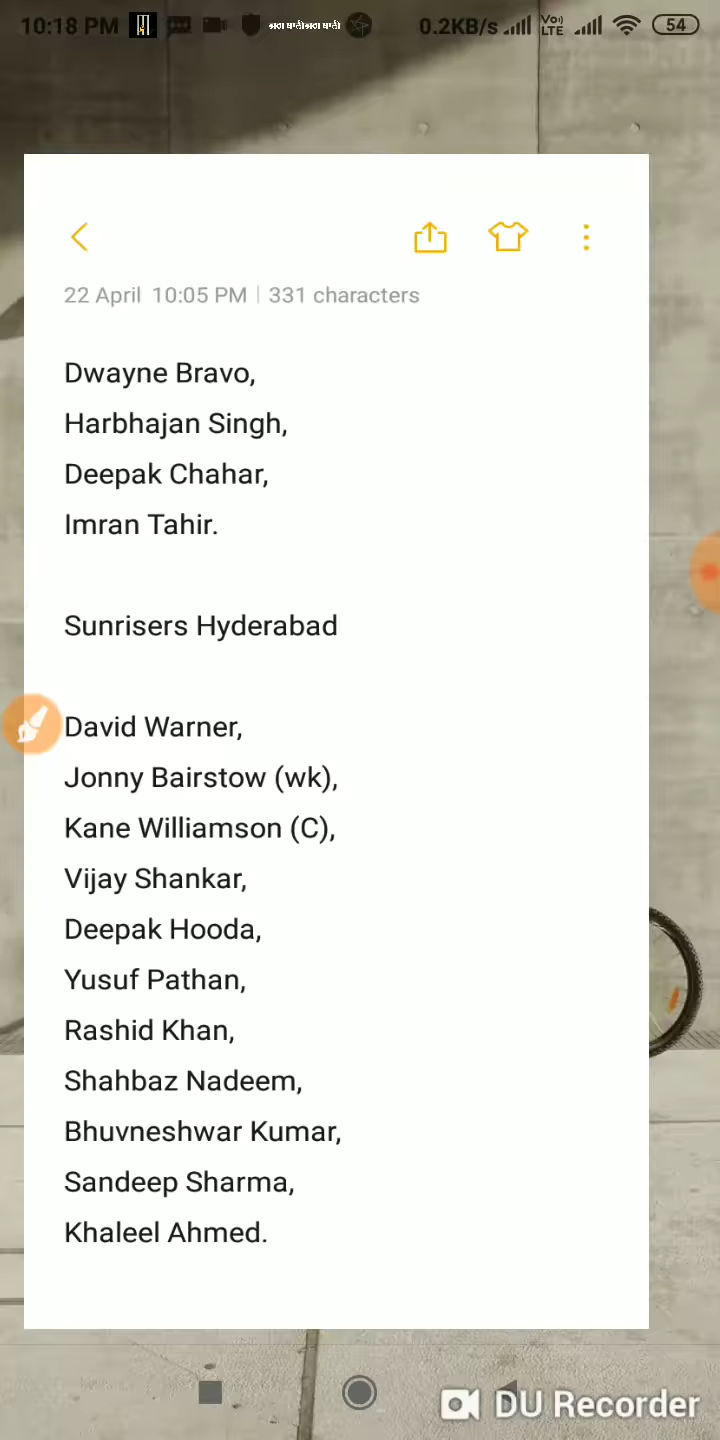 10:18 PM
0.2KB/s
Vo))
LTE
54
22 April 10:05 PM | 331 characters
Dwayne Bravo,
Harbhajan Singh,
Deepak Chahar,
Imran Tahir.
Sunrisers Hyderabad
David Warner,
Jonny Bairstow (wk),
Kane Williamson (C),
Vijay Shankar,
Deepak Hooda,
Yusuf Pathan,
Rashid Khan,
Shahbaz Nadeem,
Bhuvneshwar Kumar,
Sandeep Sharma,
Khaleel Ahmed.
DU Recorder